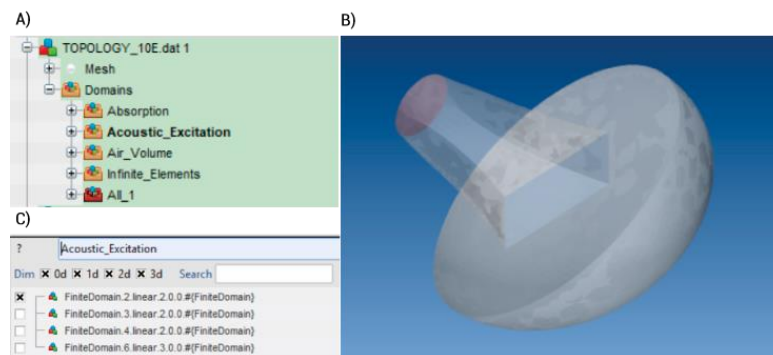 A)
TOPOLOGY_10E.dat 1
Mesh
Domains
Absorption
Acoustic_Excitation
Air_Volume
Infinite_Elements
All_1
B)
C)
? Acoustic_Excitation
Dim 0d 1d 2d 3d Search
FiniteDomain.2.linear.2.0.0.#{FiniteDomain}
FiniteDomain.3.linear.2.0.0.#{FiniteDomain}
FiniteDomain.4.linear.2.0.0.#{FiniteDomain}
FiniteDomain.6.linear.3.0.0.#{FiniteDomain}